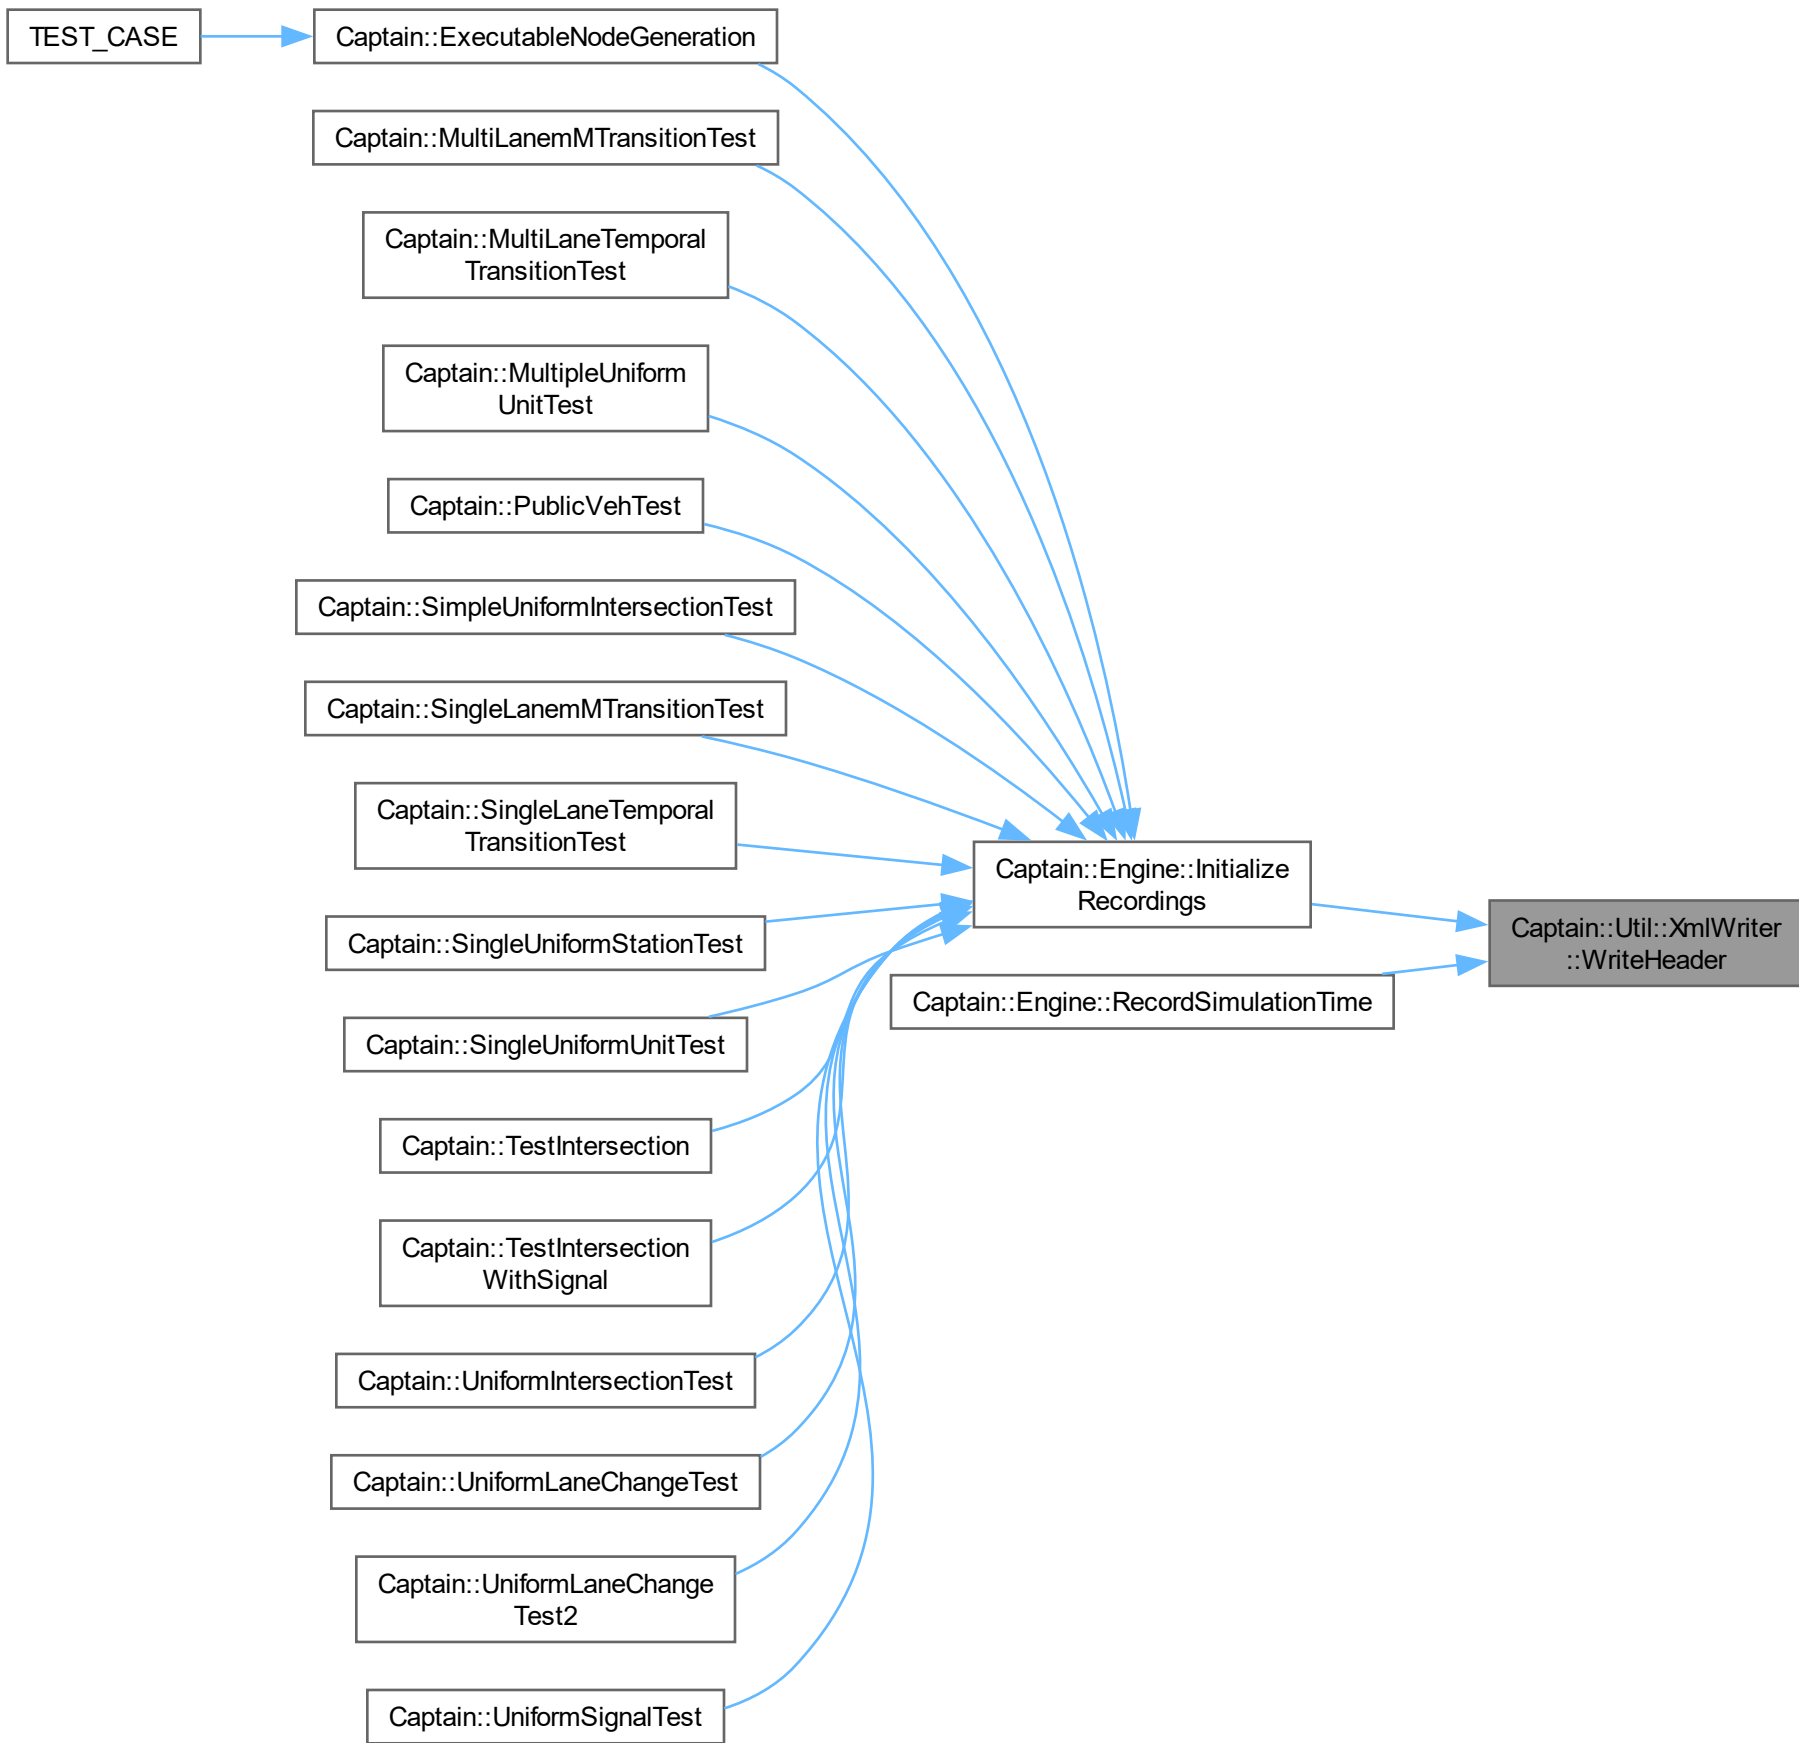 TEST_CASE
Captain::ExecutableNodeGeneration
Captain::MultiLanemMTransitionTest
Captain::MultiLaneTemporal
TransitionTest
Captain::MultipleUniform
UnitTest
Captain::PublicVehTest
Captain::SimpleUniformIntersectionTest
Captain::SingleLanemMTransitionTest
Captain::SingleLaneTemporal
TransitionTest
Captain::SingleUniformStationTest
Captain::SingleUniformUnitTest
Captain::TestIntersection
Captain::TestIntersection
WithSignal
Captain::UniformIntersectionTest
Captain::UniformLaneChangeTest
Captain::UniformLaneChange
Test2
Captain::UniformSignalTest
Captain::Engine::Initialize
Recordings
Captain::Engine::RecordSimulationTime
Captain::Util::XmlWriter
::WriteHeader